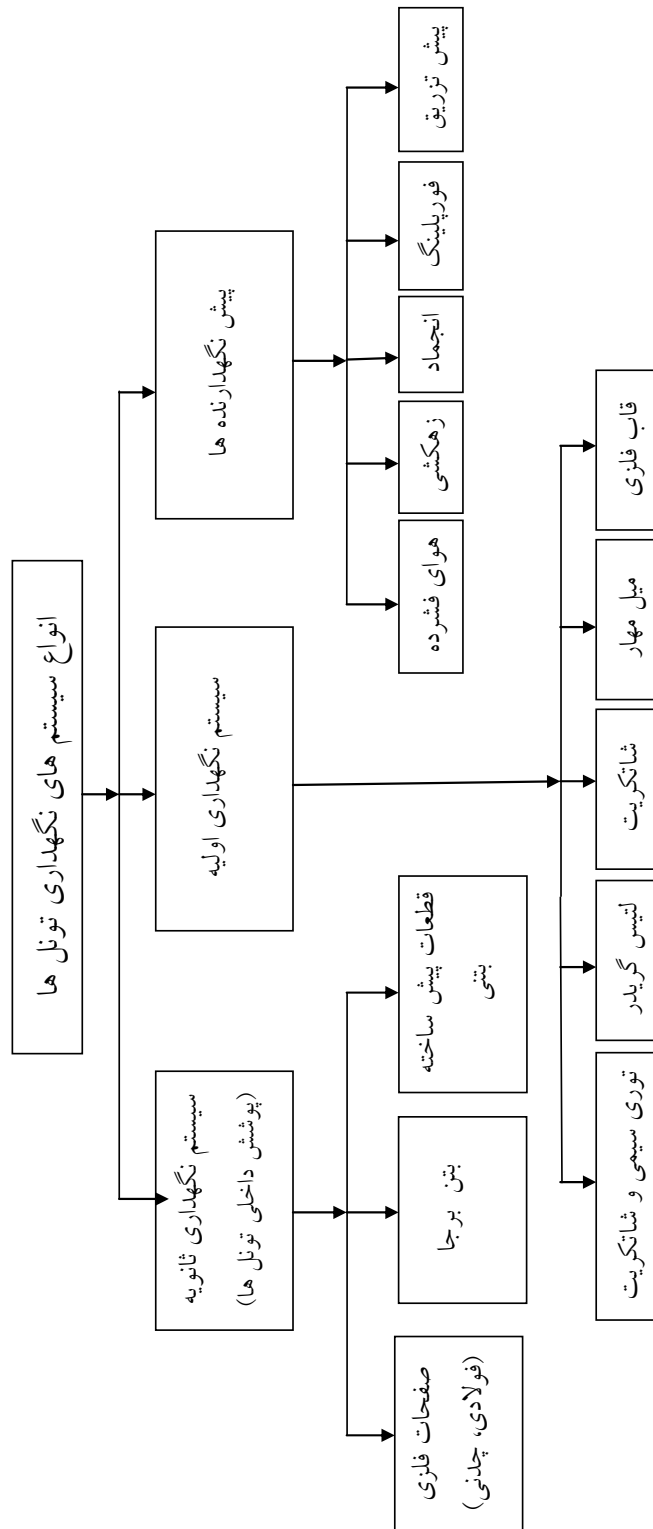 انواع سیستم های نگهداری تونل ها
پیش نگهدارنده ها
سیستم نگهداری اولیه
سیستم نگهداری ثانویه
(پوشش داخلی تونل ها)
پیش تزریق
فورپلینگ
انجماد
زهکشی
هوای فشرده
قطعات پیش ساخته
بتنی
بتن برجا
صفحات فلزی
(فولادی، چدنی)
قاب فلزی
میل مهار
شاتکریت
لتیس گریدر
توری سیمی و شاتکریت